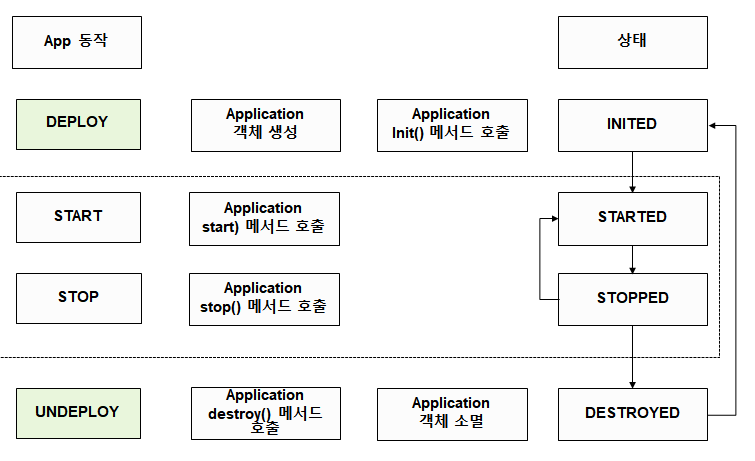 App 동작
상태
DEPLOY
Application
객체 생성
Application
Init() 메서드 호출
INITED
START
Application
start) 메서드 호출
STARTED
STOP
Application
stop() 메서드 호출
STOPPED
UNDEPLOY
Application
destroy() 메서드
호출
Application
객체 소멸
DESTROYED